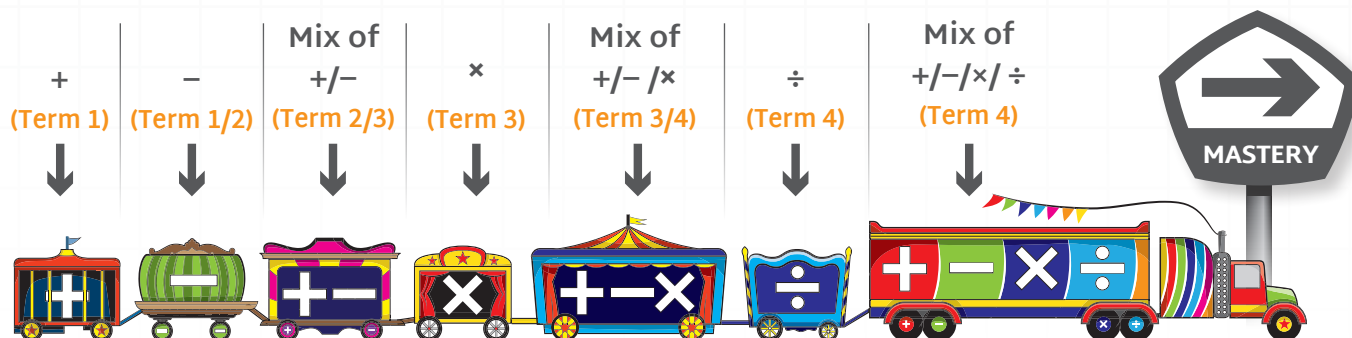 +
(Term 1)
−
(Term 1/2)
Mix of
+/−
(Term 2/3)
×
(Term 3)
Mix of
+/− /×
(Term 3/4)
÷
(Term 4)
Mix of
+/−/×/ ÷
(Term 4)
MASTERY
+
−
+−
×
+−×
÷
+ − × ÷
− −
+ −
+ − × ÷